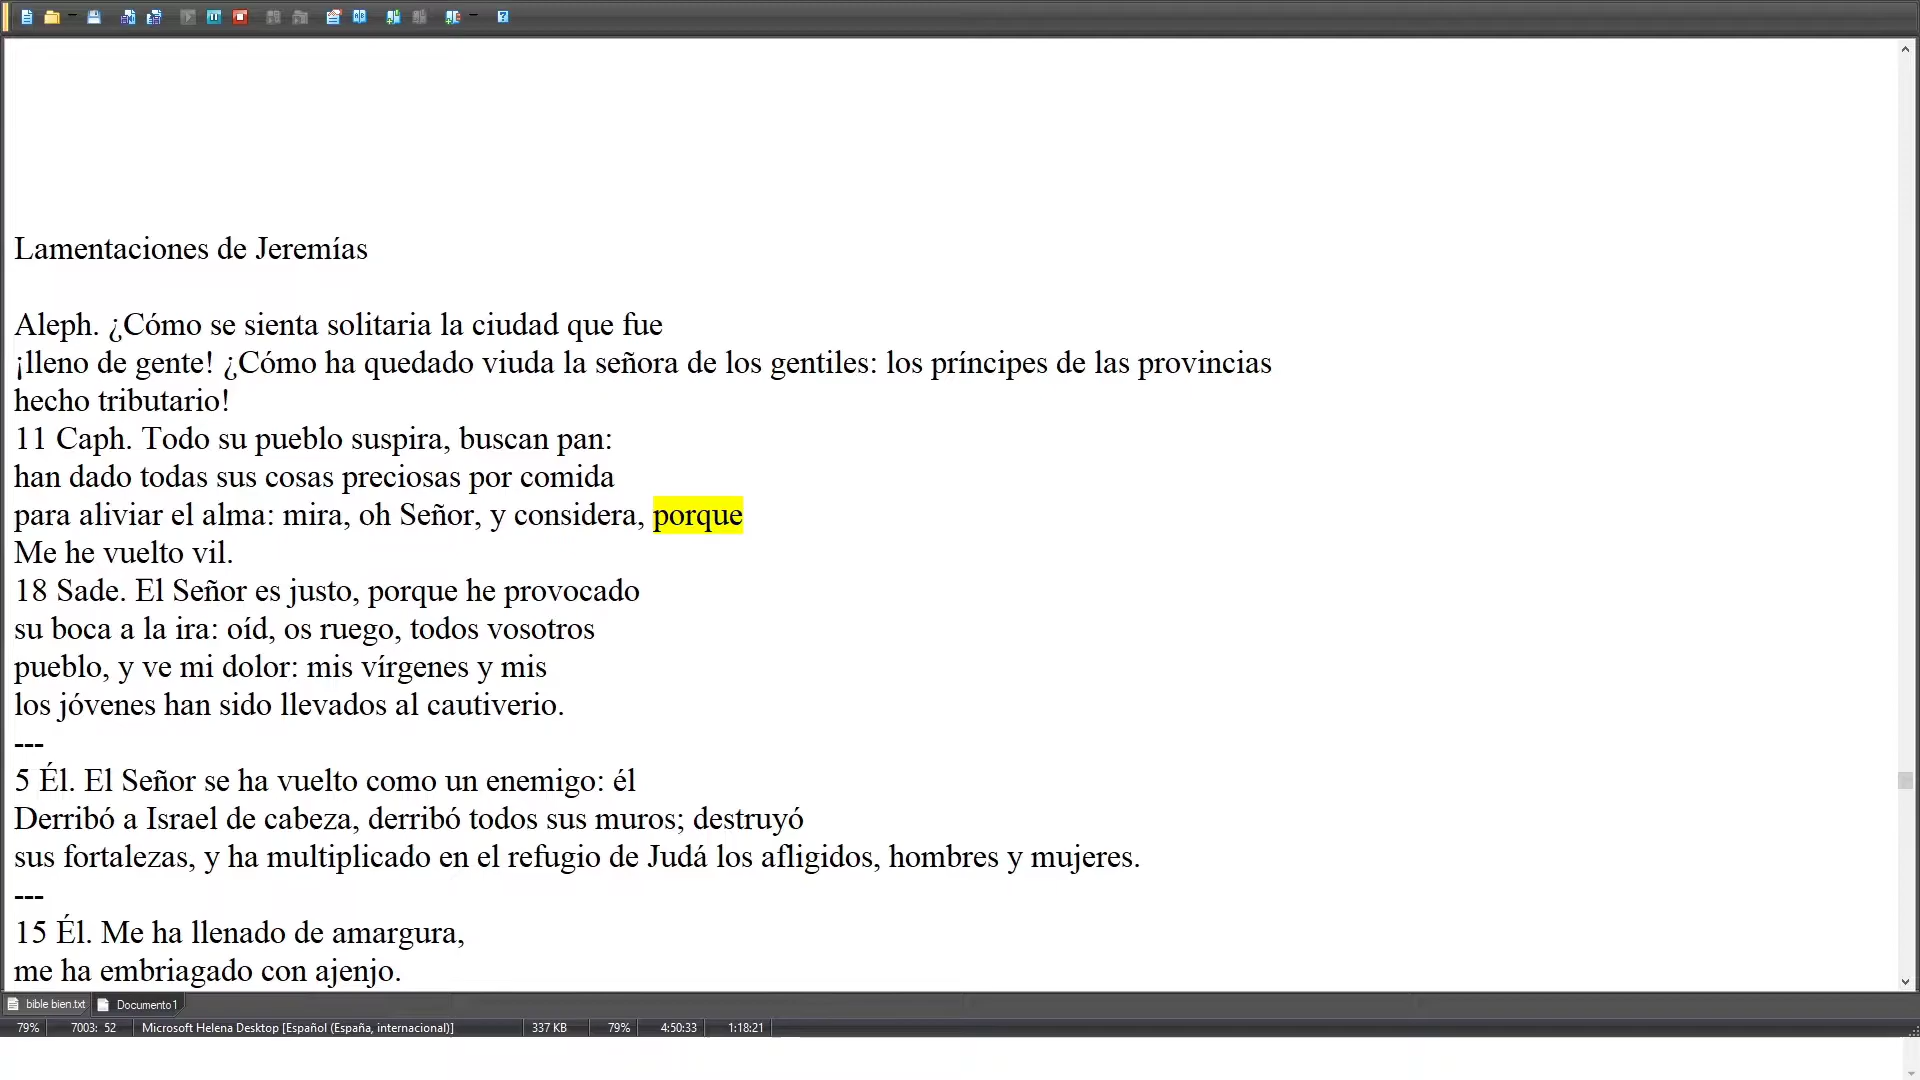 Lamentaciones de Jeremías
Aleph. ¿Cómo se sienta solitaria la ciudad que fue
¡lleno de gente! ¿Cómo ha quedado viuda la señora de los gentiles: los príncipes de las provincias
hecho tributario!
11 Caph. Todo su pueblo suspira, buscan pan:
han dado todas sus cosas preciosas por comida
para aliviar el alma: mira, oh Señor, y considera, porque
Me he vuelto vil.
18 Sade. El Señor es justo, porque he provocado
su boca a la ira: oíd, os ruego, todos vosotros
pueblo, y ve mi dolor: mis vírgenes y mis
los jóvenes han sido llevados al cautiverio.
---
5 Él. El Señor se ha vuelto como un enemigo: él
Derribó a Israel de cabeza, derribó todos sus muros; destruyó
sus fortalezas, y ha multiplicado en el refugio de Judá los afligidos, hombres y mujeres.
---
15 Él. Me ha llenado de amargura,
me ha embriagado con ajenjo.
bible bien.txt Documento1
79% 7003: 52 Microsoft Helena Desktop [Español (España, internacional)] 337 KB 79% 4:50:33 1:18:21